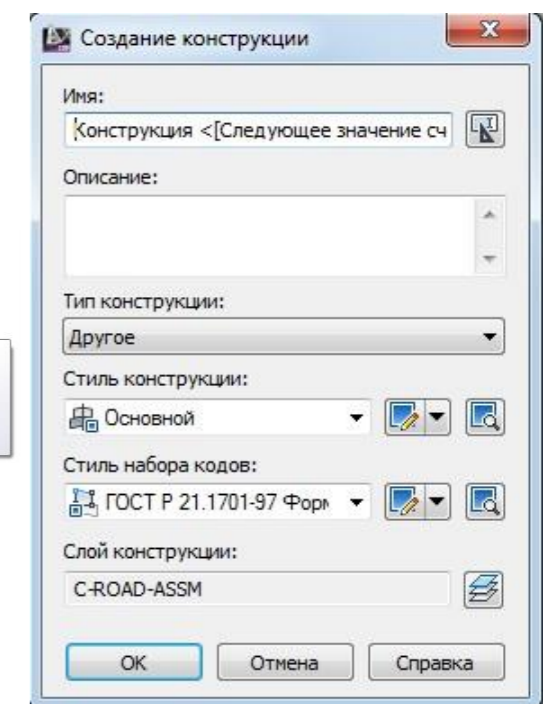 Создание конструкции
Имя:
Конструкция <[Следующее значение сч
Описание:
Тип конструкции:
Другое
Стиль конструкции:
Основной
Стиль набора кодов:
ГОСТ Р 21.1701-97 Форм
Слой конструкции:
C-ROAD-ASSM
ОК Отмена Справка